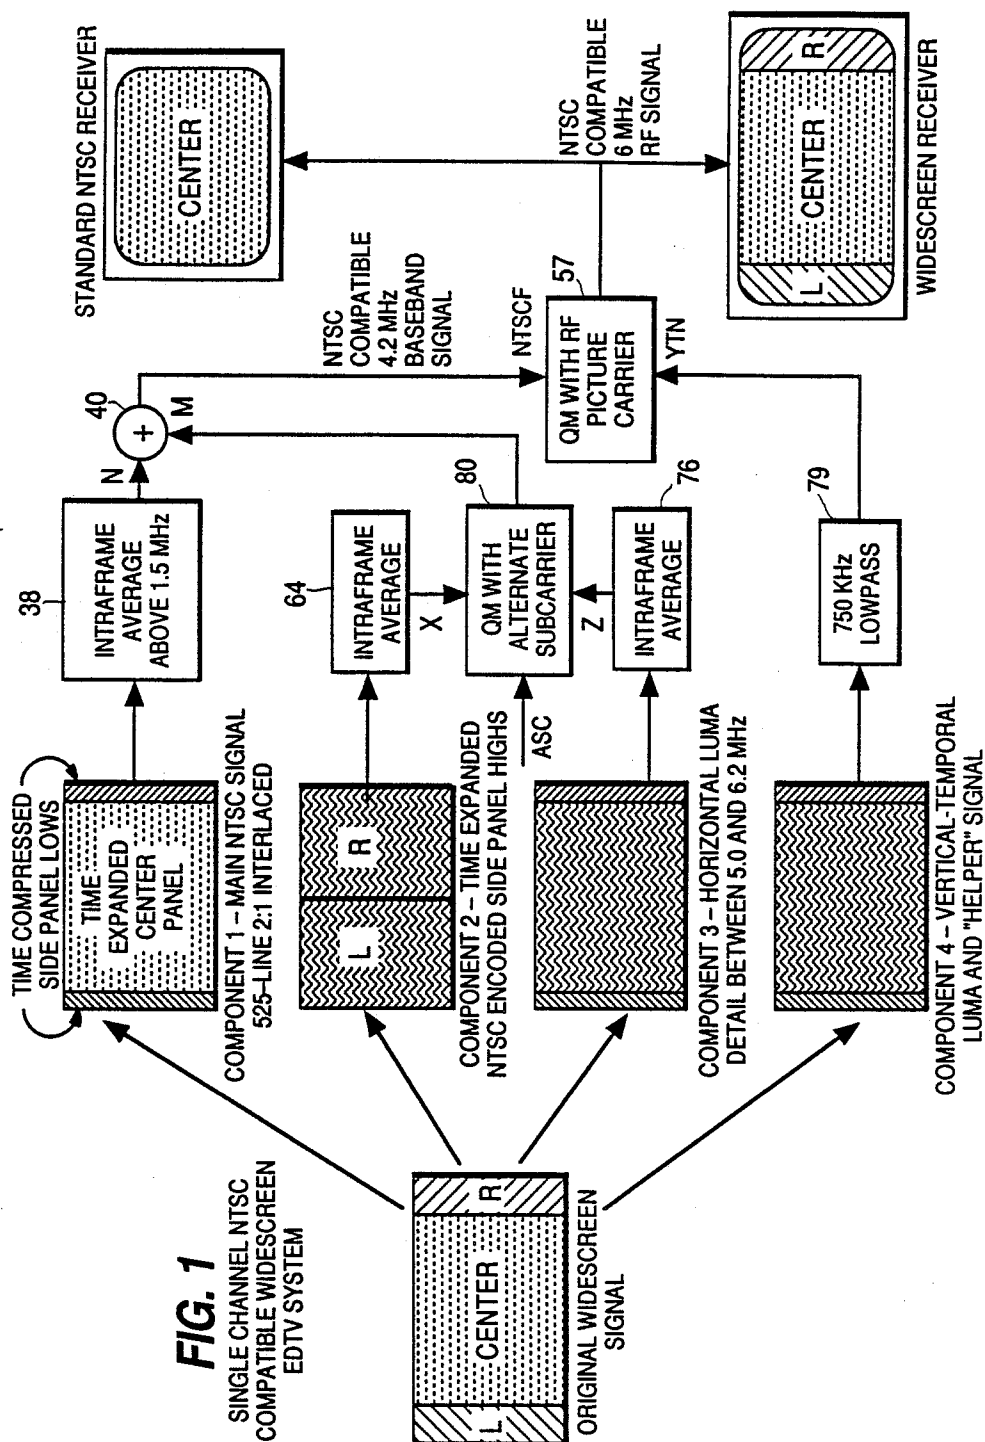 FIG. 1
SINGLE CHANNEL NTSC
COMPATIBLE WIDESCREEN
EDTV SYSTEM
L
CENTER
R
ORIGINAL WIDESCREEN
SIGNAL
TIME COMPRESSED
SIDE PANEL LOWS
TIME
EXPANDED
CENTER
PANEL
COMPONENT 1 – MAIN NTSC SIGNAL
525–LINE 2:1 INTERLACED
L
R
COMPONENT 2 – TIME EXPANDED
NTSC ENCODED SIDE PANEL HIGHS
COMPONENT 3 – HORIZONTAL LUMA
DETAIL BETWEEN 5.0 AND 6.2 MHz
COMPONENT 4 – VERTICAL-TEMPORAL
LUMA AND "HELPER" SIGNAL
38
INTRAFRAME
AVERAGE
ABOVE 1.5 MHz
64
INTRAFRAME
AVERAGE
X
ASC
80
QM WITH
ALTERNATE
SUBCARRIER
Z
76
INTRAFRAME
AVERAGE
79
750 KHz
LOWPASS
N
40
+
M
NTSC
COMPATIBLE
4.2 MHz
BASEBAND
SIGNAL
NTSCF
57
QM WITH RF
PICTURE
CARRIER
YTN
STANDARD NTSC RECEIVER
CENTER
NTSC
COMPATIBLE
6 MHz
RF SIGNAL
L
CENTER
R
WIDESCREEN RECEIVER